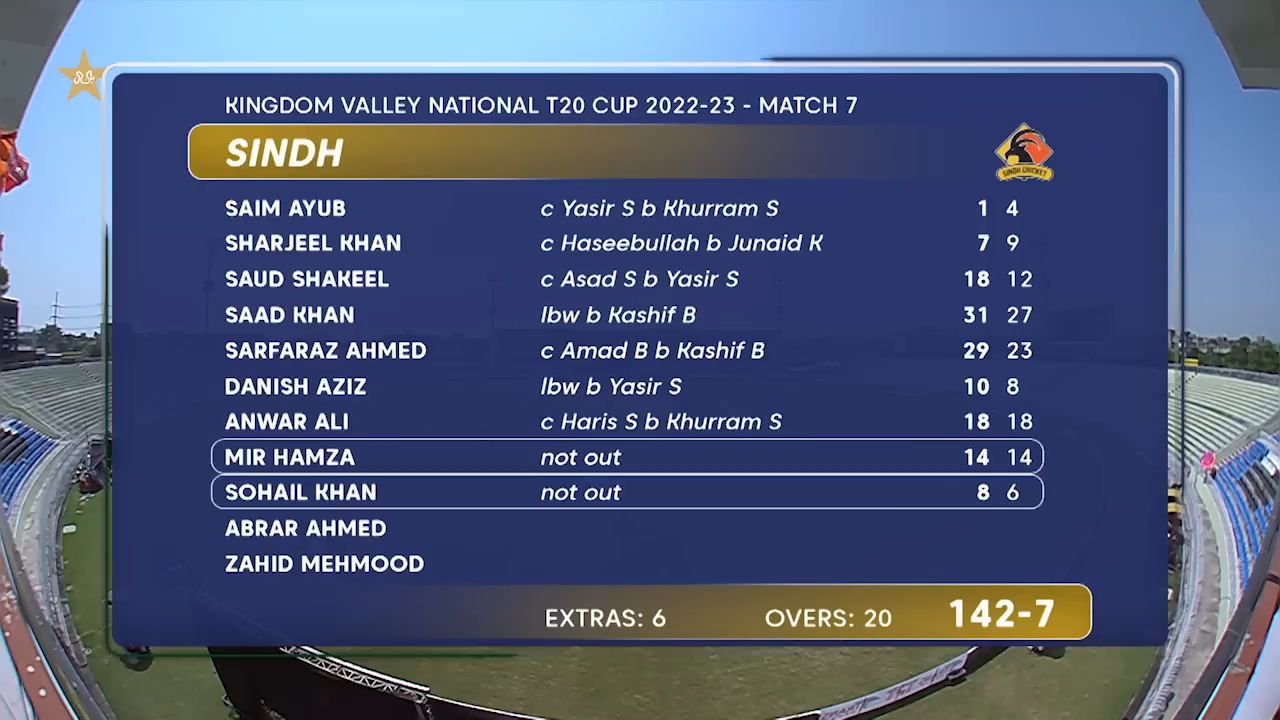 KINGDOM VALLEY NATIONAL T20 CUP 2022-23 - MATCH 7
SINDH
SINDH CRICKET
SAIM AYUB c Yasir S b Khurram S 1 4
SHARJEEL KHAN c Haseebullah b Junaid K 7 9
SAUD SHAKEEL c Asad S b Yasir S 18 12
SAAD KHAN lbw b Kashif B 31 27
SARFARAZ AHMED c Amad B b Kashif B 29 23
DANISH AZIZ lbw b Yasir S 10 8
ANWAR ALI c Haris S b Khurram S 18 18
MIR HAMZA not out 14 14
SOHAIL KHAN not out 8 6
ABRAR AHMED
ZAHID MEHMOOD
EXTRAS: 6 OVERS: 20 142-7